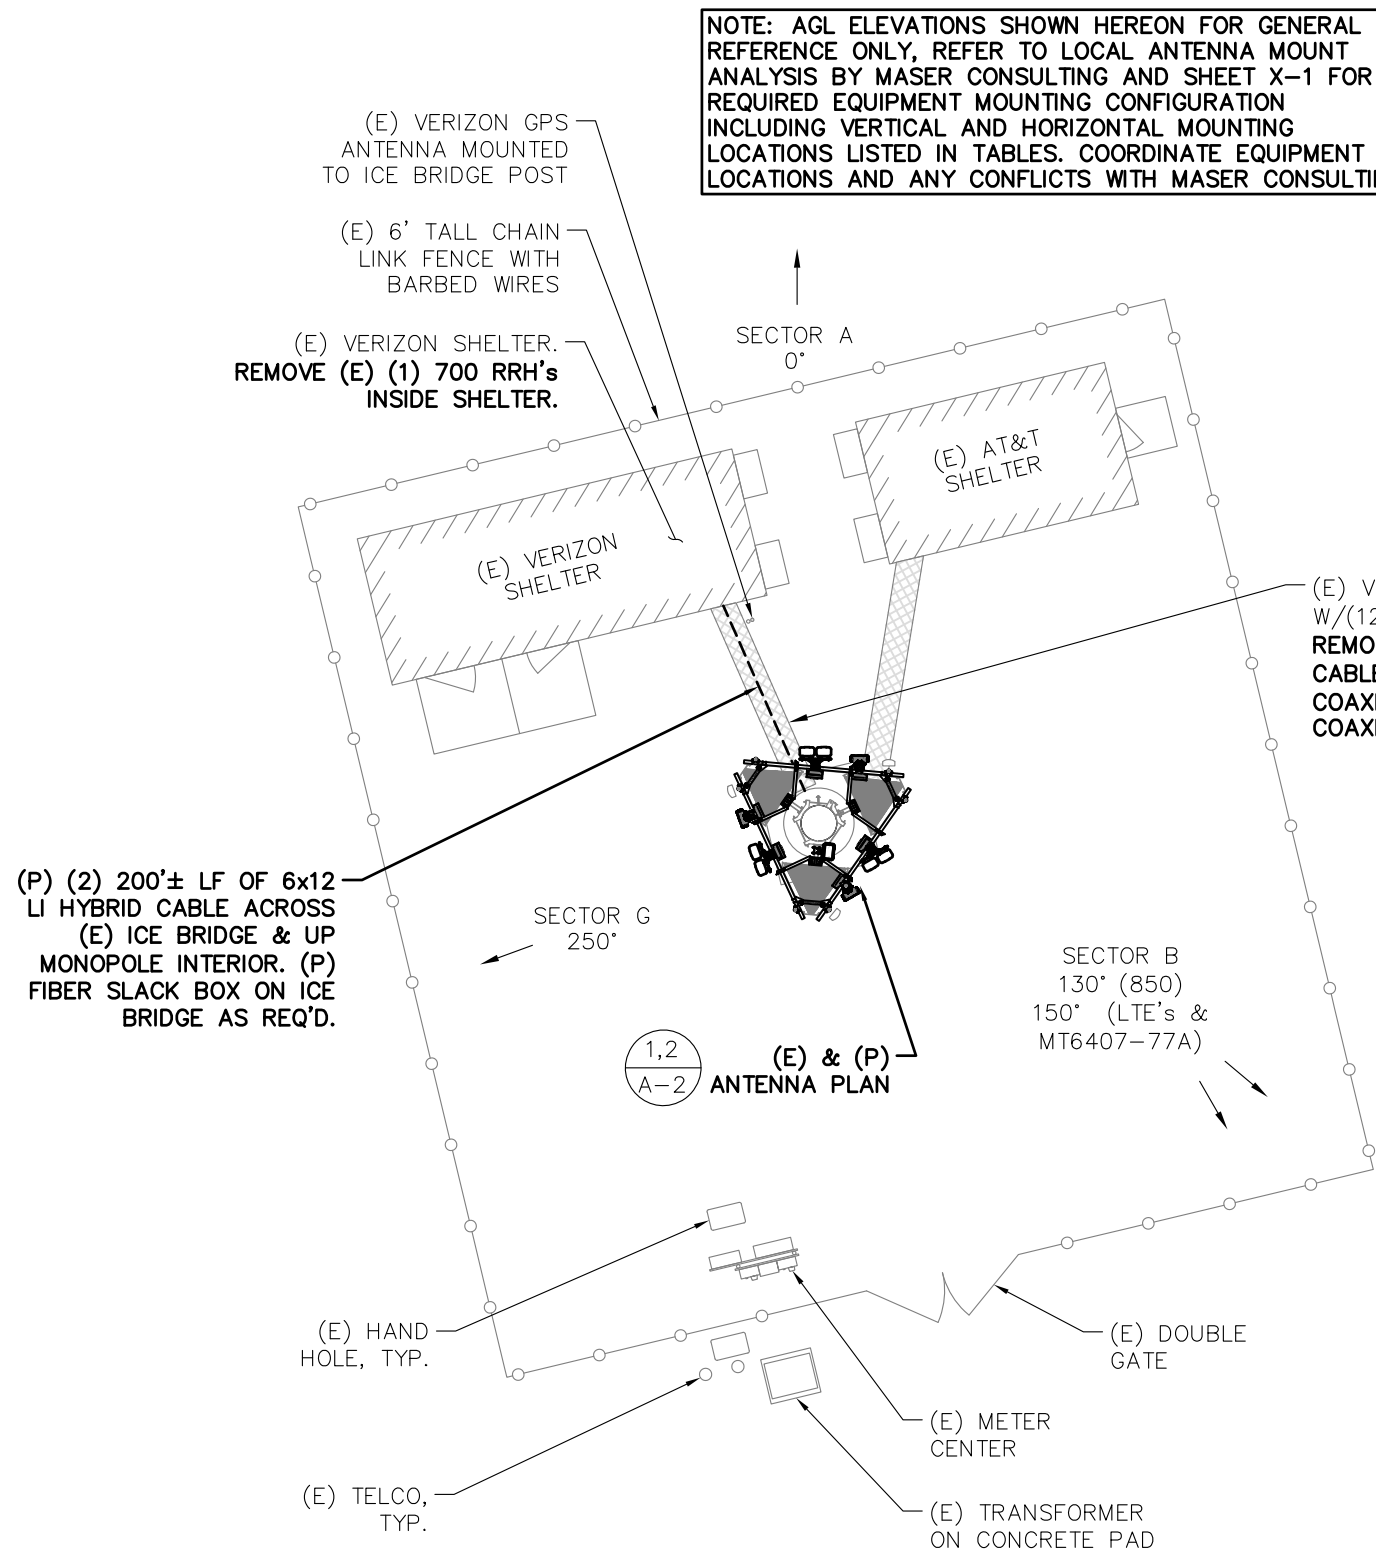 NOTE: AGL ELEVATIONS SHOWN HEREON FOR GENERAL
REFERENCE ONLY, REFER TO LOCAL ANTENNA MOUNT
ANALYSIS BY MASER CONSULTING AND SHEET X-1 FOR
REQUIRED EQUIPMENT MOUNTING CONFIGURATION
INCLUDING VERTICAL AND HORIZONTAL MOUNTING
LOCATIONS LISTED IN TABLES. COORDINATE EQUIPMENT
LOCATIONS AND ANY CONFLICTS WITH MASER
(E) VERIZON GPS
ANTENNA MOUNTED
TO ICE BRIDGE POST
(E) 6' TALL CHAIN
LINK FENCE WITH
BARBED WIRES
(E) VERIZON SHELTER.
REMOVE (E) (1) 700 RRH's
INSIDE SHELTER.
SECTOR A
0°
(E) AT&T
SHELTER
(E) VERIZON
SHELTER
(E)
(P) (2) 200'± LF OF 6x12
LI HYBRID CABLE ACROSS
(E) ICE BRIDGE & UP
MONOPOLE INTERIOR. (P)
FIBER SLACK BOX ON ICE
BRIDGE AS REQ'D.
SECTOR G
250°
SECTOR B
130° (850)
150° (LTE's &
MT6407-77A)
1,2
A-2
(E) & (P)
ANTENNA PLAN
(E) HAND
HOLE, TYP.
(E) DOUBLE
GATE
(E) METER
CENTER
(E) TELCO,
TYP.
(E) TRANSFORMER
ON CONCRETE PAD